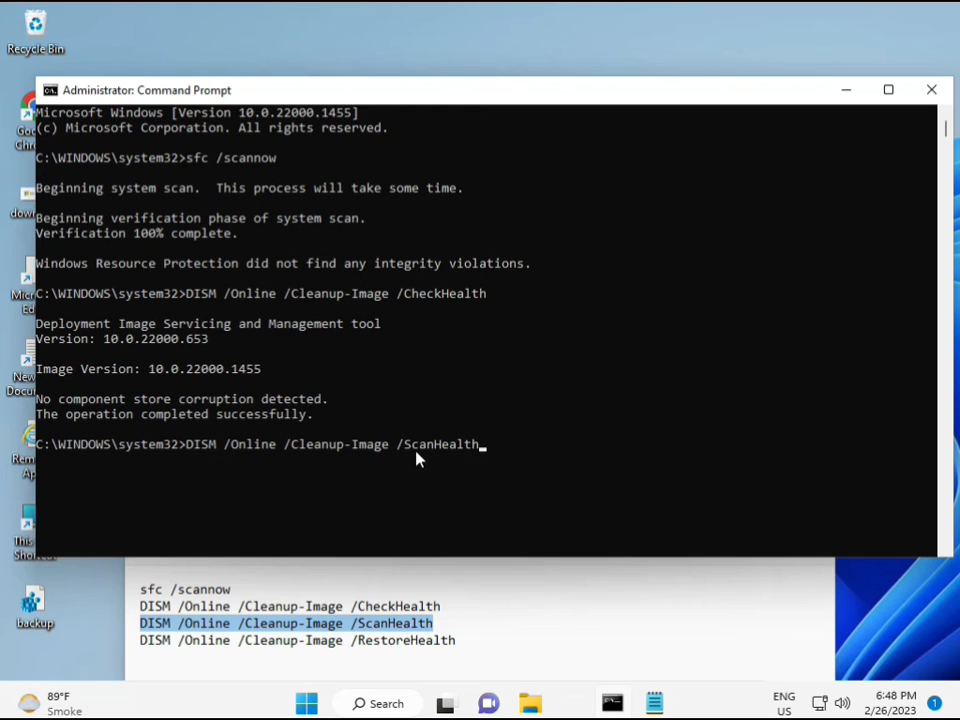 Recycle Bin
Administrator: Command Prompt
Microsoft Windows [Version 10.0.22000.1455]
(c) Microsoft Corporation. All rights reserved.
C:\WINDOWS\system32>sfc /scannow
Beginning system scan.  This process will take some time.
Beginning verification phase of system scan.
Verification 100% complete.
Windows Resource Protection did not find any integrity violations.
C:\WINDOWS\system32>DISM /Online /Cleanup-Image /CheckHealth
Deployment Image Servicing and Management tool
Version: 10.0.22000.653
Image Version: 10.0.22000.1455
No component store corruption detected.
The operation completed successfully.
C:\WINDOWS\system32>DISM /Online /Cleanup-Image /ScanHealth
sfc /scannow
DISM /Online /Cleanup-Image /CheckHealth
DISM /Online /Cleanup-Image /ScanHealth
DISM /Online /Cleanup-Image /RestoreHealth
backup
89°F
Smoke
Search
ENG
US
6:48 PM
2/26/2023
1